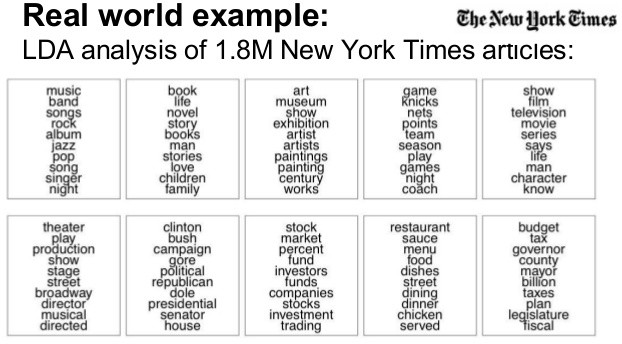 Real world example:
The New York Times
LDA analysis of 1.8M New York Times articles:
music
band
songs
rock
album
jazz
pop
song
singer
night
book
life
novel
story
books
man
stories
love
children
family
art
museum
show
exhibition
artist
artists
paintings
painting
century
works
game
knicks
nets
points
team
season
play
games
night
coach
show
film
television
movie
series
says
life
man
character
know
theater
play
production
show
stage
street
broadway
director
musical
directed
clinton
bush
campaign
gore
political
republican
dole
presidential
senator
house
stock
market
percent
fund
investors
funds
companies
stocks
investment
trading
restaurant
sauce
menu
food
dishes
street
dining
dinner
chicken
served
budget
tax
governor
county
mayor
billion
taxes
plan
legislature
fiscal